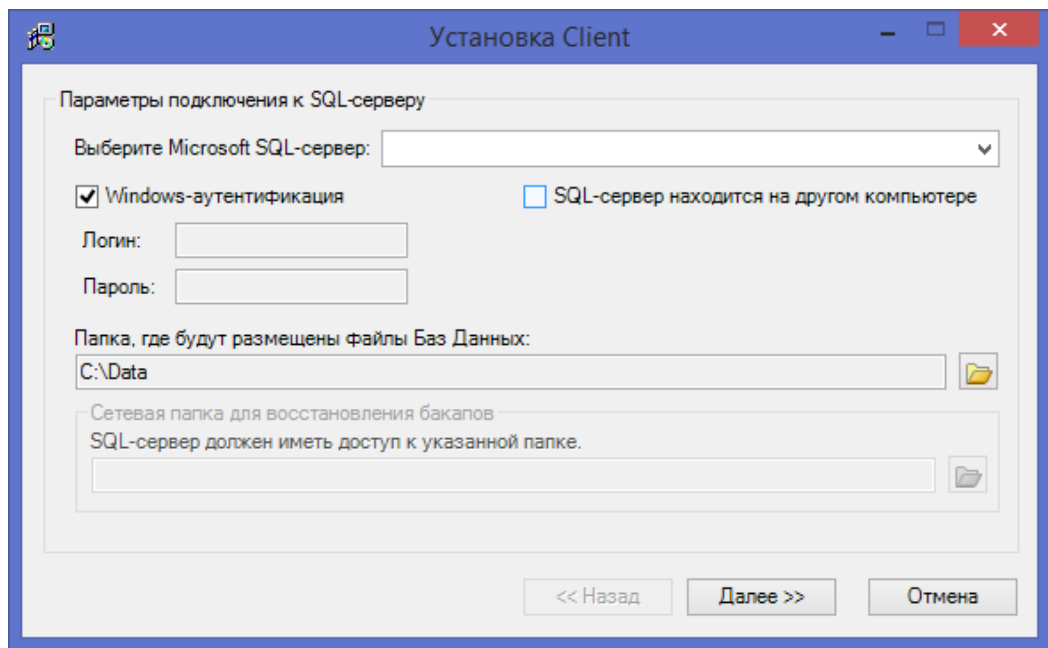 Установка Client
Параметры подключения к SQL-серверу
Выберите Microsoft SQL-сервер:
Windows-аутентификация SQL-сервер находится на другом компьютере
Логин:
Пароль:
Папка, где будут размещены файлы Баз Данных:
C:\Data
Сетевая папка для восстановления бакапов
SQL-сервер должен иметь доступ к указанной папке.
<< Назад Далее >> Отмена